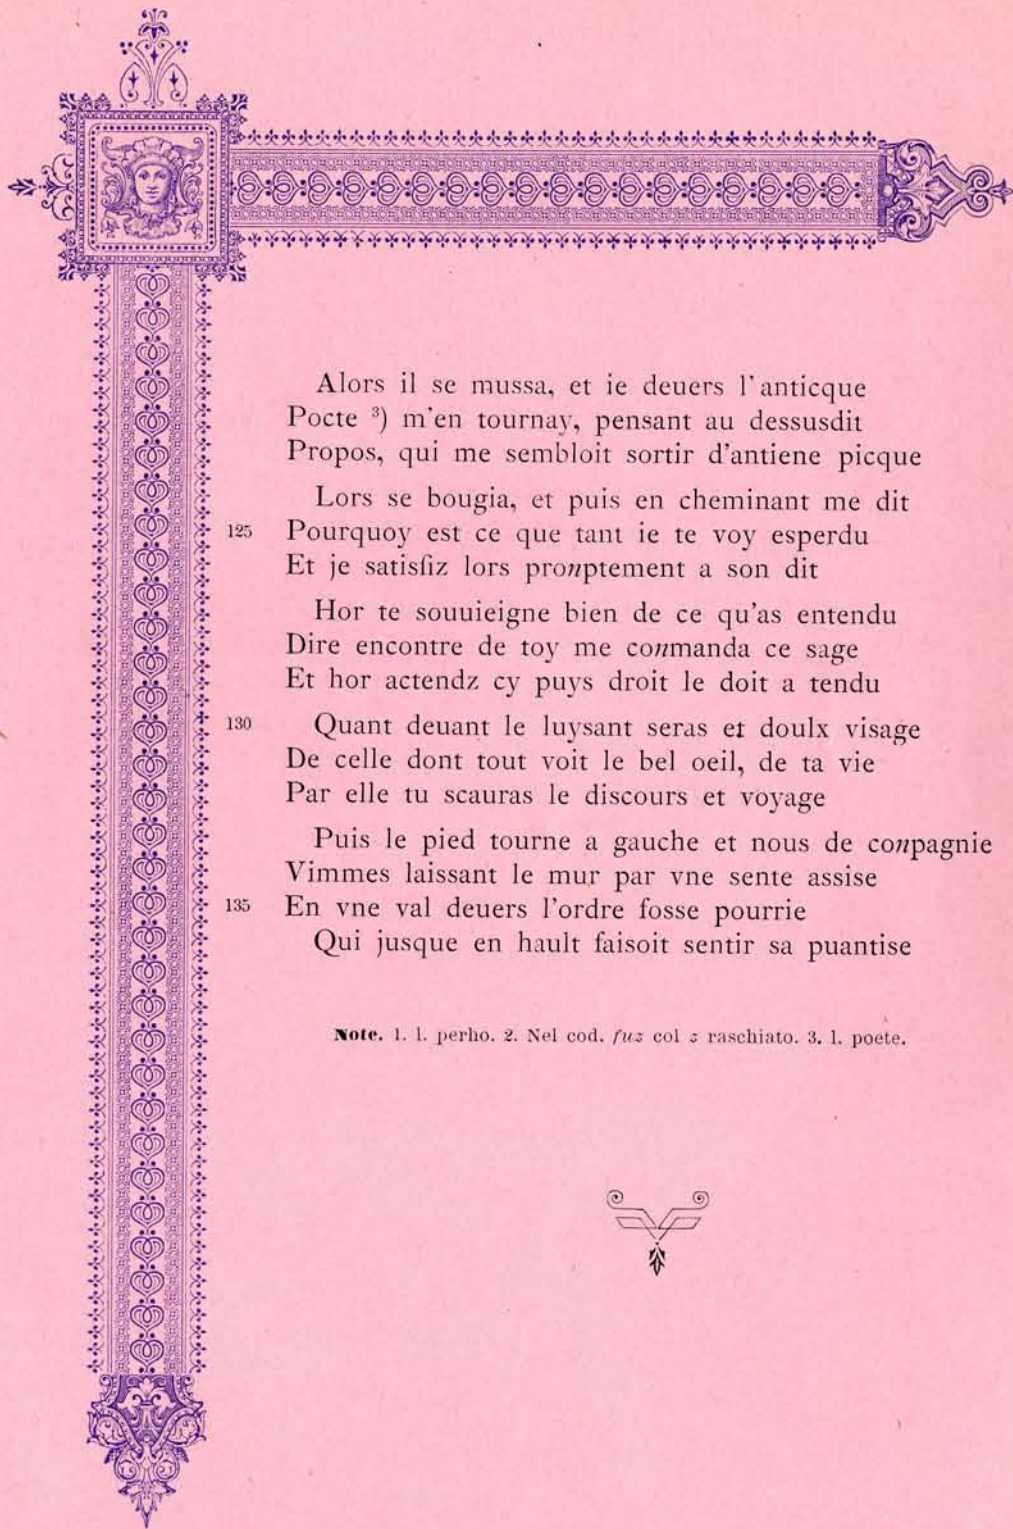 Alors il se mussa, et ie deuers l'anticque
Pocte ³) m'en tournay, pensant au dessusdit
Propos, qui me sembloit sortir d'antiene picque
Lors se bougia, et puis en cheminant me dit
125 Pourquoy est ce que tant ie te voy esperdu
Et je satisfiz lors pronptement a son dit
Hor te souuieigne bien de ce qu'as entendu
Dire encontre de toy me conmanda ce sage
Et hor actendz cy puys droit le doit a tendu
130 Quant deuant le luysant seras et doulx visage
De celle dont tout voit le bel oeil, de ta vie
Par elle tu scauras le discours et voyage
Puis le pied tourne a gauche et nous de conpagnie
Vimmes laissant le mur par vne sente assise
135 En vne val deuers l'ordre fosse pourrie
Qui jusque en hault faisoit sentir sa puantise
Note. 1. l. perho. 2. Nel cod. fuz col z raschiato. 3. l. poete.